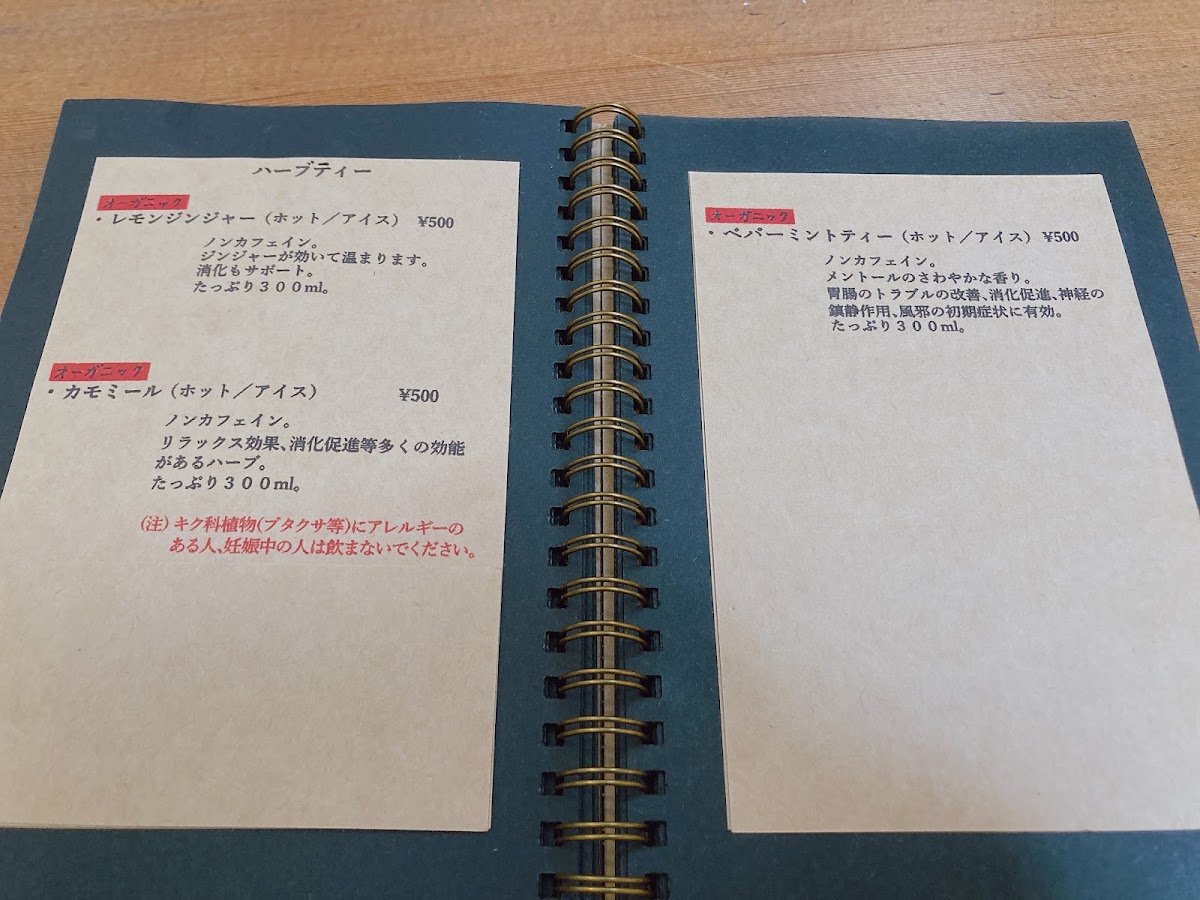 ハーブティー
オーガニック
・レモンジンジャー（ホット／アイス） ¥500
ノンカフェイン。
ジンジャーが効いて温まります。
消化もサポート。
たっぷり３００ml。
オーガニック
・カモミール（ホット／アイス） ¥500
ノンカフェイン。
リラックス効果、消化促進等多くの効能
があるハーブ。
たっぷり３００ml。
(注) キク科植物(ブタクサ等)にアレルギーの
ある人、妊娠中の人は飲まないでください。
オーガニック
・ペパーミントティー（ホット／アイス） ¥500
ノンカフェイン。
メントールのさわやかな香り。
胃腸のトラブルの改善、消化促進、神経の
鎮静作用、風邪の初期症状に有効。
たっぷり３００ml。